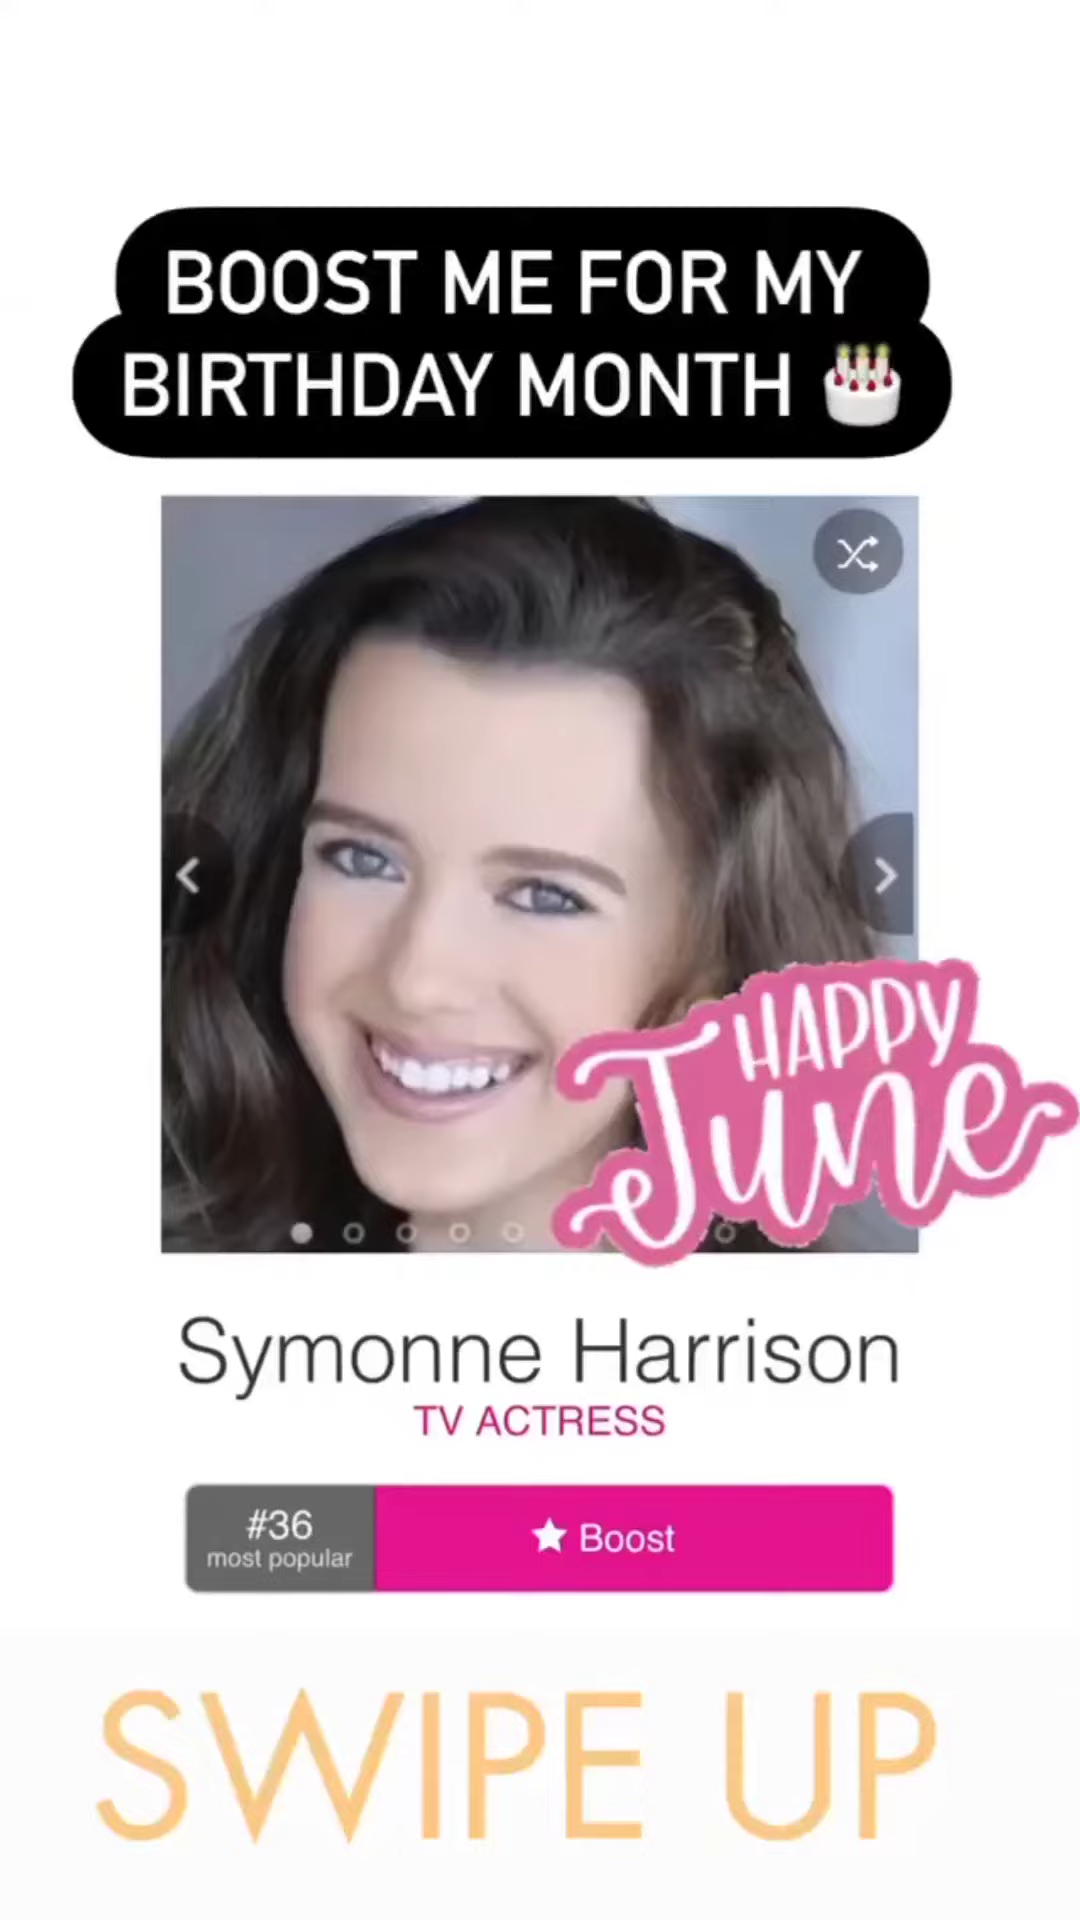 BOOST ME FOR MY
BIRTHDAY MONTH 🎂
HAPPY
June
Symonne Harrison
TV ACTRESS
#36
most popular
★ Boost
SWIPE UP